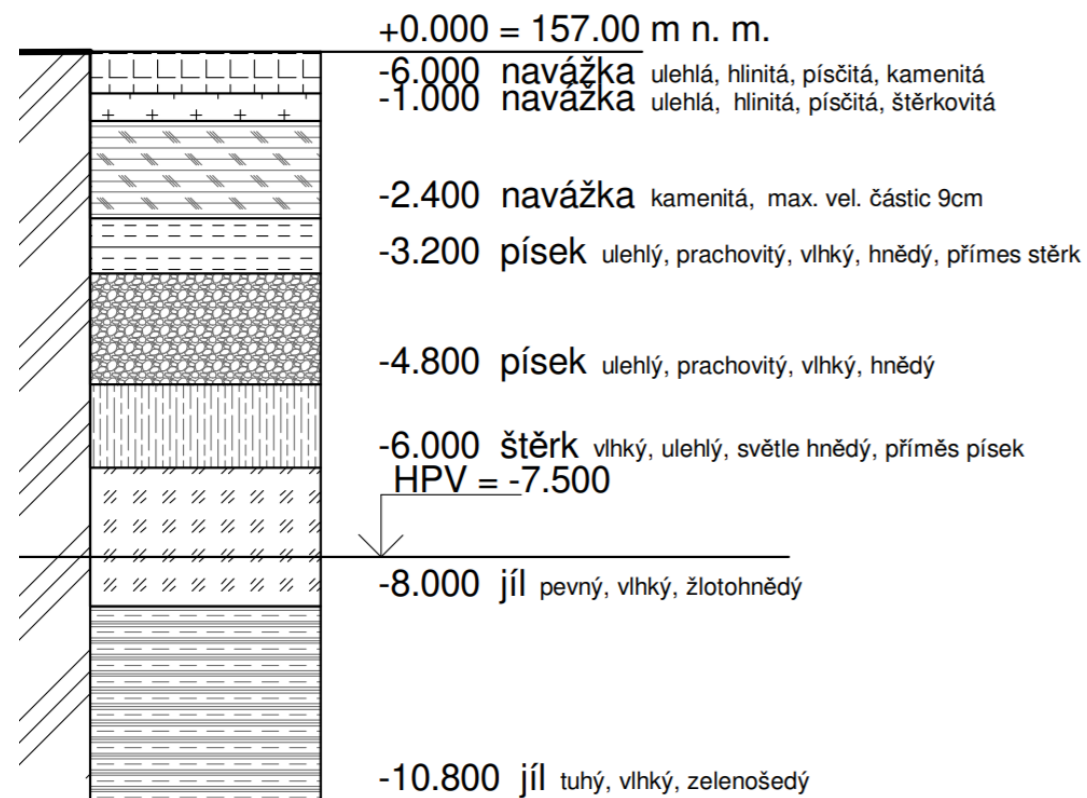 +0.000 = 157.00 m n. m.
-6.000 navážka ulehlá, hlinitá, písčitá, kamenitá
-1.000 navážka ulehlá, hlinitá, písčitá, štěrkovitá
-2.400 navážka kamenitá, max. vel. částic 9cm
-3.200 písek ulehlý, prachovitý, vlhký, hnědý, přímes stěrk
-4.800 písek ulehlý, prachovitý, vlhký, hnědý
-6.000 štěrk vlhký, ulehlý, světle hnědý, příměs písek
HPV = -7.500
-8.000 jíl pevný, vlhký, žlotohnědý
-10.800 jíl tuhý, vlhký, zelenošedý